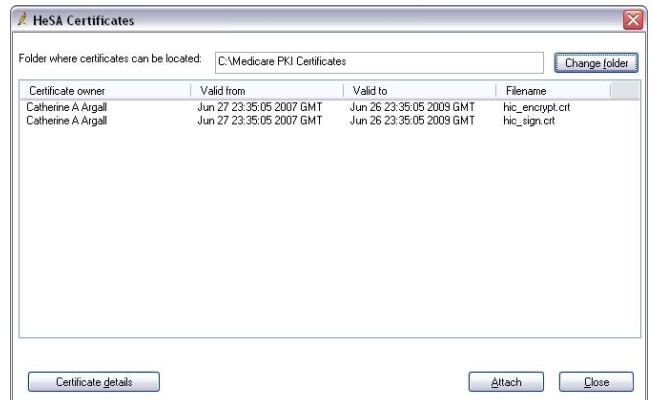 HeSA Certificates
Folder where certificates can be located: C:\Medicare PKI Certificates Change folder
Certificate owner Valid from Valid to Filename
Catherine A Argall Jun 27 23:35:05 2007 GMT Jun 26 23:35:05 2009 GMT hic_encrypt.crt
Catherine A Argall Jun 27 23:35:05 2007 GMT Jun 26 23:35:05 2009 GMT hic_sign.crt
Certificate details Attach Close